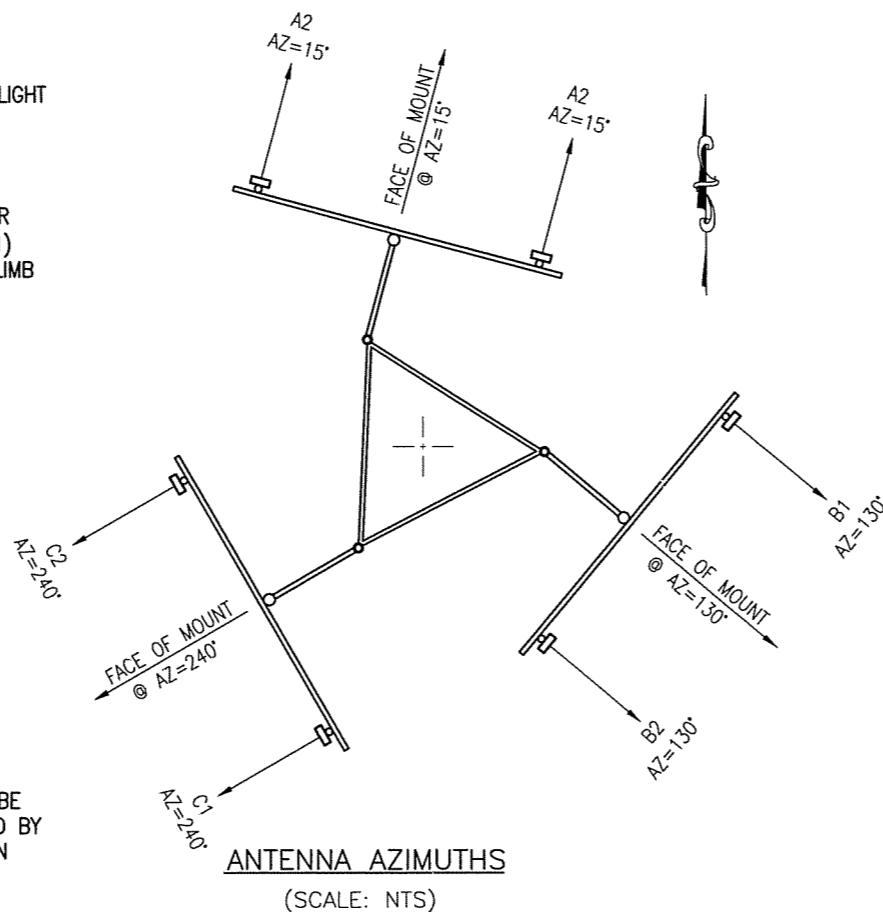 A2
AZ=15°
FACE OF MOUNT
@ AZ=15°
A2
AZ=15°
LIGHT
R
)
LIMB
B1
AZ=130°
FACE OF MOUNT
@ AZ=130°
B2
AZ=130°
C2
AZ=240°
FACE OF MOUNT
@ AZ=240°
C1
AZ=240°
BE
D BY
N
ANTENNA AZIMUTHS
(SCALE: NTS)